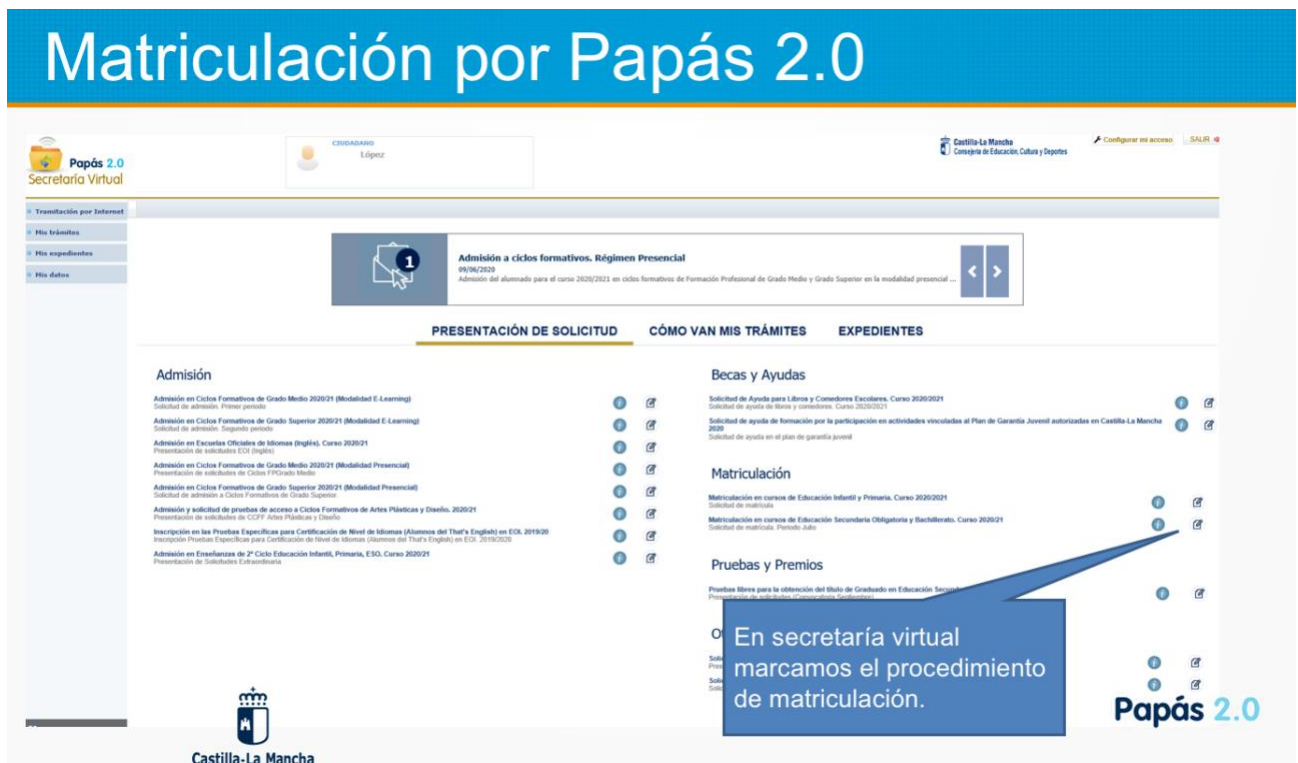 Matriculación por Papás 2.0
Papás 2.0
Secretaría Virtual
CIUDADANO
López
Castilla-La Mancha
Consejería de Educación, Cultura y Deportes
Configurar mi acceso
SALIR
Tramitación por Internet
Mis trámites
Mis expedientes
Mis datos
1
Admisión a ciclos formativos. Régimen Presencial
09/06/2020
Admisión del alumnado para el curso 2020/2021 en ciclos formativos de Formación Profesional de Grado Medio y Grado Superior en la modalidad presencial ...
PRESENTACIÓN DE SOLICITUD
CÓMO VAN MIS TRÁMITES
EXPEDIENTES
Admisión
Admisión en Ciclos Formativos de Grado Medio 2020/21 (Modalidad E-Learning)
Solicitud de admisión. Primer periodo
Admisión en Ciclos Formativos de Grado Superior 2020/21 (Modalidad E-Learning)
Solicitud de admisión. Segundo periodo
Admisión en Escuelas Oficiales de Idiomas (Inglés). Curso 2020/21
Presentación de solicitudes EOI (Inglés)
Admisión en Ciclos Formativos de Grado Medio 2020/21 (Modalidad Presencial)
Presentación de solicitudes de Ciclos FPGrado Medio
Admisión en Ciclos Formativos de Grado Superior 2020/21 (Modalidad Presencial)
Solicitud de admisión a Ciclos Formativos de Grado Superior.
Admisión y solicitud de pruebas de acceso a Ciclos Formativos de Artes Plásticas y Diseño. 2020/21
Presentación de solicitudes de CCFF Artes Plásticas y Diseño
Inscripción en las Pruebas Específicas para Certificación de Nivel de Idiomas (Alumnos del That's English) en EOI. 2019/20
Inscripción Pruebas Específicas para Certificación de Nivel de Idiomas (Alumnos del That's English) en EOI. 2019/2020
Admisión en Enseñanzas de 2º Ciclo Educación Infantil, Primaria, ESO. Curso 2020/21
Presentación de Solicitudes Extraordinaria
Becas y Ayudas
Solicitud de Ayuda para Libros y Comedores Escolares. Curso 2020/2021
Solicitud de ayuda de libros y comedores. Curso 2020/2021
Solicitud de ayuda de formación por la participación en actividades vinculadas al Plan de Garantía Juvenil autorizadas en Castilla-La Mancha
2020
Solicitud de ayuda en el plan de garantía juvenil
Matriculación
Matriculación en cursos de Educación Infantil y Primaria. Curso 2020/2021
Solicitud de matrícula
Matriculación en cursos de Educación Secundaria Obligatoria y Bachillerato. Curso 2020/21
Solicitud de matrícula. Periodo Julio
Pruebas y Premios
Pruebas libres para la obtención del título de Graduado en Educación
Presentación de solicitudes (Convocatoria Septiembre)
En secretaría virtual
marcamos el procedimiento
de matriculación.
Castilla-La Mancha
Papás 2.0